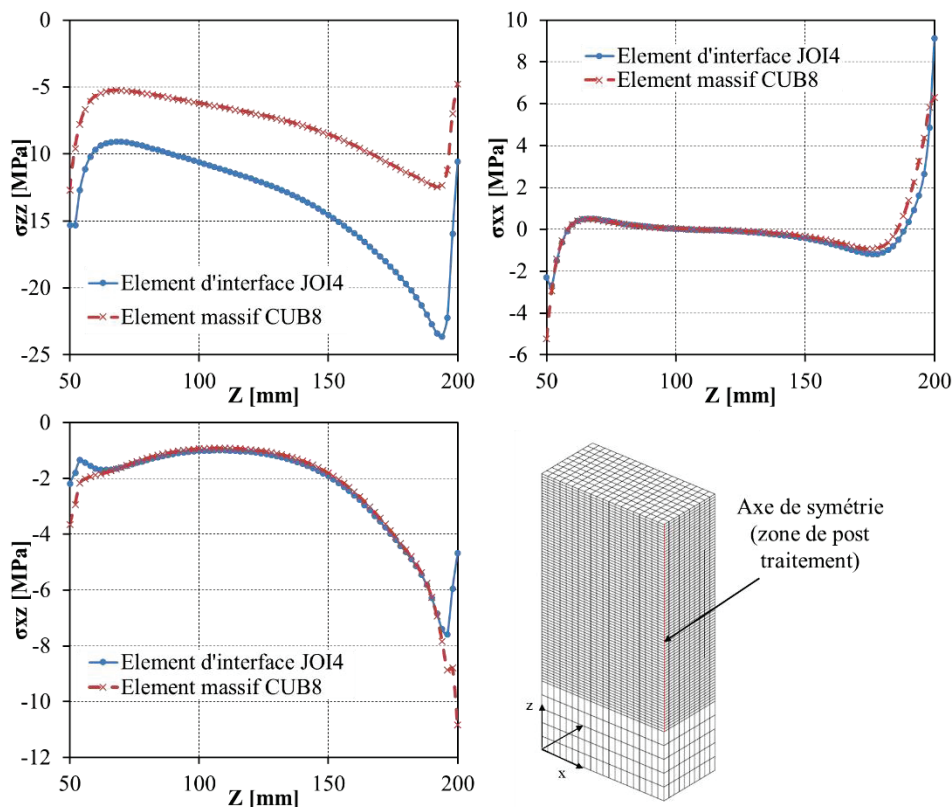 0
-5
-10
-15
-20
-25
σzz [MPa]
50
100
150
200
Z [mm]
Element d'interface JOI4
Element massif CUB8
10
8
6
4
2
0
-2
-4
-6
σxx [MPa]
50
100
150
200
Z [mm]
Element d'interface JOI4
Element massif CUB8
0
-2
-4
-6
-8
-10
-12
σxz [MPa]
50
100
150
200
Z [mm]
Element d'interface JOI4
Element massif CUB8
Axe de symétrie
(zone de post
traitement)
z
x